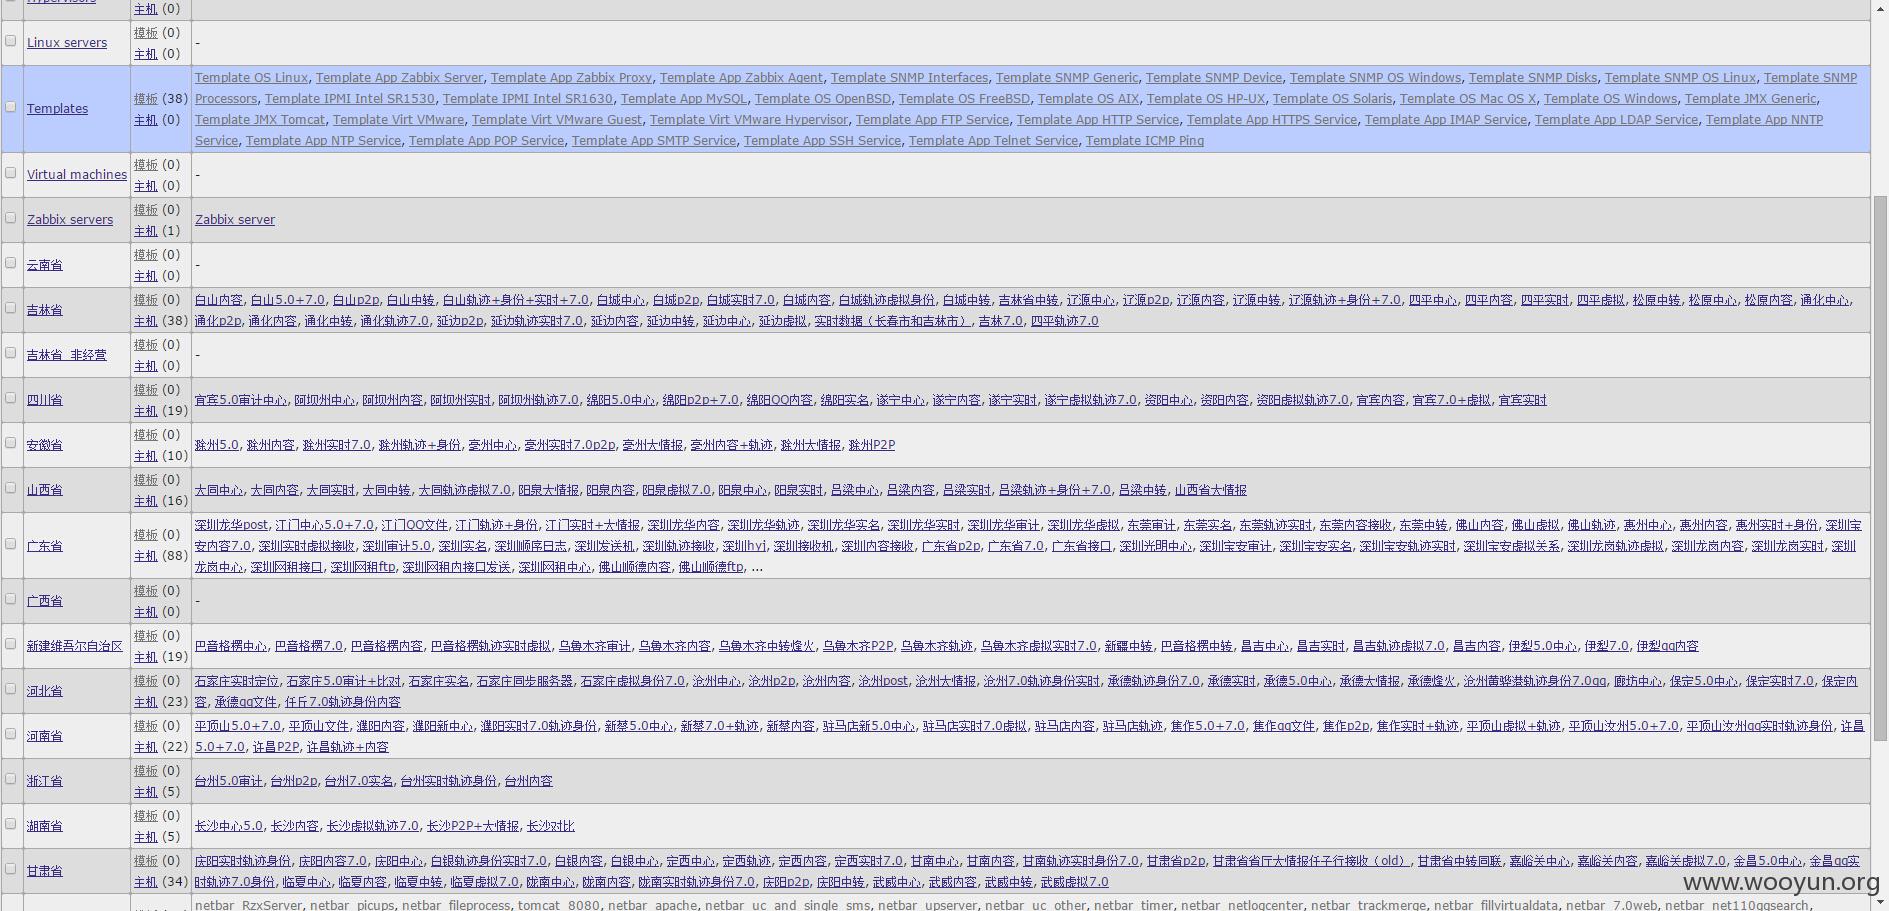 Hypervisors
主机 (0)
Linux servers
模板 (0)
主机 (0)
-
Templates
模板 (38)
主机 (0)
Template OS Linux, Template App Zabbix Server, Template App Zabbix Proxy, Template App Zabbix Agent, Template SNMP Interfaces, Template SNMP Generic, Template SNMP Device, Template SNMP OS Windows, Template SNMP Disks, Template SNMP OS Linux, Template SNMP
Processors, Template IPMI Intel SR1530, Template IPMI Intel SR1630, Template App MySQL, Template OS OpenBSD, Template OS FreeBSD, Template OS AIX, Template OS HP-UX, Template OS Solaris, Template OS Mac OS X, Template OS Windows, Template JMX Generic,
Template JMX Tomcat, Template Virt VMware, Template Virt VMware Guest, Template Virt VMware Hypervisor, Template App FTP Service, Template App HTTP Service, Template App HTTPS Service, Template App IMAP Service, Template App LDAP Service, Template App NNTP
Service, Template App NTP Service, Template App POP Service, Template App SMTP Service, Template App SSH Service, Template App Telnet Service, Template ICMP Ping
Virtual machines
模板 (0)
主机 (0)
-
Zabbix servers
模板 (0)
主机 (1)
Zabbix server
云南省
模板 (0)
主机 (0)
-
吉林省
模板 (0)
主机 (38)
白山内容, 白山5.0+7.0, 白山p2p, 白山中转, 白山轨迹+身份+实时+7.0, 白城中心, 白城p2p, 白城实时7.0, 白城内容, 白城轨迹虚拟身份, 白城中转, 吉林省中转, 辽源中心, 辽源p2p, 辽源内容, 辽源中转, 辽源轨迹+身份+7.0, 四平中心, 四平内容, 四平实时, 四平虚拟, 松原中转, 松原中心, 松原内容, 通化中心,
通化p2p, 通化内容, 通化中转, 通化轨迹7.0, 延边p2p, 延边轨迹实时7.0, 延边内容, 延边中转, 延边中心, 延边虚拟, 实时数据（长春市和吉林市）, 吉林7.0, 四平轨迹7.0
吉林省_非经营
模板 (0)
主机 (0)
-
四川省
模板 (0)
主机 (19)
宜宾5.0审计中心, 阿坝州中心, 阿坝州内容, 阿坝州实时, 阿坝州轨迹7.0, 绵阳5.0中心, 绵阳p2p+7.0, 绵阳QQ内容, 绵阳实名, 遂宁中心, 遂宁内容, 遂宁实时, 遂宁虚拟轨迹7.0, 资阳中心, 资阳内容, 资阳虚拟轨迹7.0, 宜宾内容, 宜宾7.0+虚拟, 宜宾实时
安徽省
模板 (0)
主机 (10)
滁州5.0, 滁州内容, 滁州实时7.0, 滁州轨迹+身份, 亳州中心, 亳州实时7.0p2p, 亳州大情报, 亳州内容+轨迹, 滁州大情报, 滁州P2P
山西省
模板 (0)
主机 (16)
大同中心, 大同内容, 大同实时, 大同中转, 大同轨迹虚拟7.0, 阳泉大情报, 阳泉内容, 阳泉虚拟7.0, 阳泉中心, 阳泉实时, 吕梁中心, 吕梁内容, 吕梁实时, 吕梁轨迹+身份+7.0, 吕梁中转, 山西省大情报
广东省
模板 (0)
主机 (88)
深圳龙华post, 江门中心5.0+7.0, 江门QQ文件, 江门轨迹+身份, 江门实时+大情报, 深圳龙华内容, 深圳龙华轨迹, 深圳龙华实名, 深圳龙华实时, 深圳龙华审计, 深圳龙华虚拟, 东莞审计, 东莞实名, 东莞轨迹实时, 东莞内容接收, 东莞中转, 佛山内容, 佛山虚拟, 佛山轨迹, 惠州中心, 惠州内容, 惠州实时+身份, 深圳宝
安内容7.0, 深圳实时虚拟接收, 深圳审计5.0, 深圳实名, 深圳顺序日志, 深圳发送机, 深圳轨迹接收, 深圳hyj, 深圳接收机, 深圳内容接收, 广东省p2p, 广东省7.0, 广东省接口, 深圳光明中心, 深圳宝安审计, 深圳宝安实名, 深圳宝安轨迹实时, 深圳宝安虚拟关系, 深圳龙岗轨迹虚拟, 深圳龙岗内容, 深圳龙岗实时, 深圳
龙岗中心, 深圳网租接口, 深圳网租ftp, 深圳网租内接口发送, 深圳网租中心, 佛山顺德内容, 佛山顺德ftp, ...
广西省
模板 (0)
主机 (0)
-
新建维吾尔自治区
模板 (0)
主机 (19)
巴音格楞中心, 巴音格楞7.0, 巴音格楞内容, 巴音格楞轨迹实时虚拟, 乌鲁木齐审计, 乌鲁木齐内容, 乌鲁木齐中转烽火, 乌鲁木齐P2P, 乌鲁木齐轨迹, 乌鲁木齐虚拟实时7.0, 新疆中转, 巴音格楞中转, 昌吉中心, 昌吉实时, 昌吉轨迹虚拟7.0, 昌吉内容, 伊犁5.0中心, 伊犁7.0, 伊犁qq内容
河北省
模板 (0)
主机 (23)
石家庄实时定位, 石家庄5.0审计+比对, 石家庄实名, 石家庄同步服务器, 石家庄虚拟身份7.0, 沧州中心, 沧州p2p, 沧州内容, 沧州post, 沧州大情报, 沧州7.0轨迹身份实时, 承德轨迹身份7.0, 承德实时, 承德5.0中心, 承德大情报, 承德烽火, 沧州黄骅港轨迹身份7.0qq, 廊坊中心, 保定5.0中心, 保定实时7.0, 保定内
容, 承德qq文件, 任丘7.0轨迹身份内容
河南省
模板 (0)
主机 (22)
平顶山5.0+7.0, 平顶山文件, 濮阳内容, 濮阳新中心, 濮阳实时7.0轨迹身份, 新蔡5.0中心, 新蔡7.0+轨迹, 新蔡内容, 驻马店新5.0中心, 驻马店实时7.0虚拟, 驻马店内容, 驻马店轨迹, 焦作5.0+7.0, 焦作qq文件, 焦作p2p, 焦作实时+轨迹, 平顶山虚拟+轨迹, 平顶山汝州5.0+7.0, 平顶山汝州qq实时轨迹身份, 许昌
5.0+7.0, 许昌P2P, 许昌轨迹+内容
浙江省
模板 (0)
主机 (5)
台州5.0审计, 台州p2p, 台州7.0实名, 台州实时轨迹身份, 台州内容
湖南省
模板 (0)
主机 (5)
长沙中心5.0, 长沙内容, 长沙虚拟轨迹7.0, 长沙P2P+大情报, 长沙对比
甘肃省
模板 (0)
主机 (34)
庆阳实时轨迹身份, 庆阳内容7.0, 庆阳中心, 白银轨迹身份实时7.0, 白银内容, 白银中心, 定西中心, 定西轨迹, 定西内容, 定西实时7.0, 甘南中心, 甘南内容, 甘南轨迹实时身份7.0, 甘肃省p2p, 甘肃省省厅大情报任子行接收（old）, 甘肃省中转同联, 嘉峪关中心, 嘉峪关内容, 嘉峪关虚拟7.0, 金昌5.0中心, 金昌qq实
时轨迹7.0身份, 临夏中心, 临夏内容, 临夏中转, 临夏虚拟7.0, 陇南中心, 陇南内容, 陇南实时轨迹身份7.0, 庆阳p2p, 庆阳中转, 武威中心, 武威内容, 武威中转, 武威虚拟7.0
netbar_RzxServer, netbar_picups, netbar_fileprocess, tomcat_8080, netbar_apache, netbar_uc_and_single_sms, netbar_upserver, netbar_uc_other, netbar_timer, netbar_netlogcenter, netbar_trackmerge, netbar_fillvirtualdata, netbar_7.0web, netbar_net110qqsearch,
www.wooyun.org